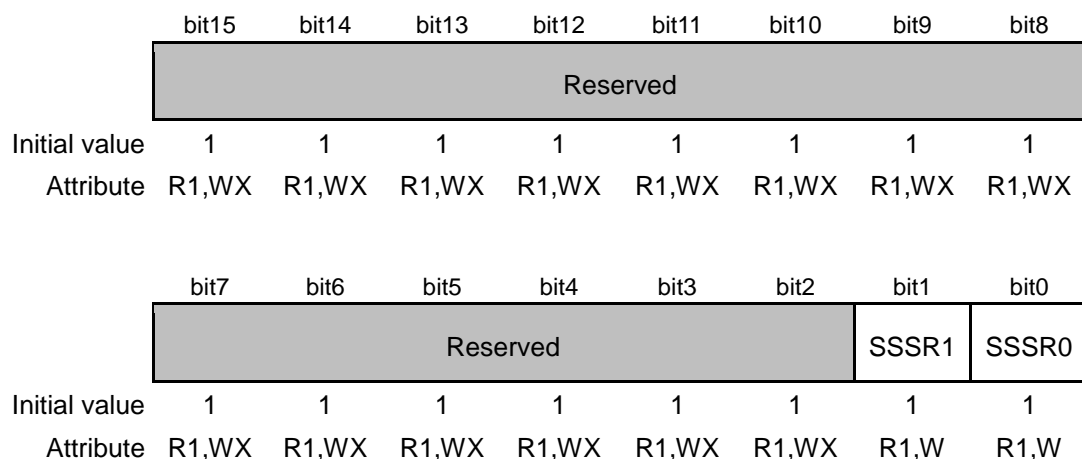 bit15 bit14 bit13 bit12 bit11 bit10 bit9 bit8
Reserved
Initial value 1 1 1 1 1 1 1 1
Attribute R1,WX R1,WX R1,WX R1,WX R1,WX R1,WX R1,WX R1,WX
bit7 bit6 bit5 bit4 bit3 bit2 bit1 bit0
Reserved SSSR1 SSSR0
Initial value 1 1 1 1 1 1 1 1
Attribute R1,WX R1,WX R1,WX R1,WX R1,WX R1,WX R1,W R1,W